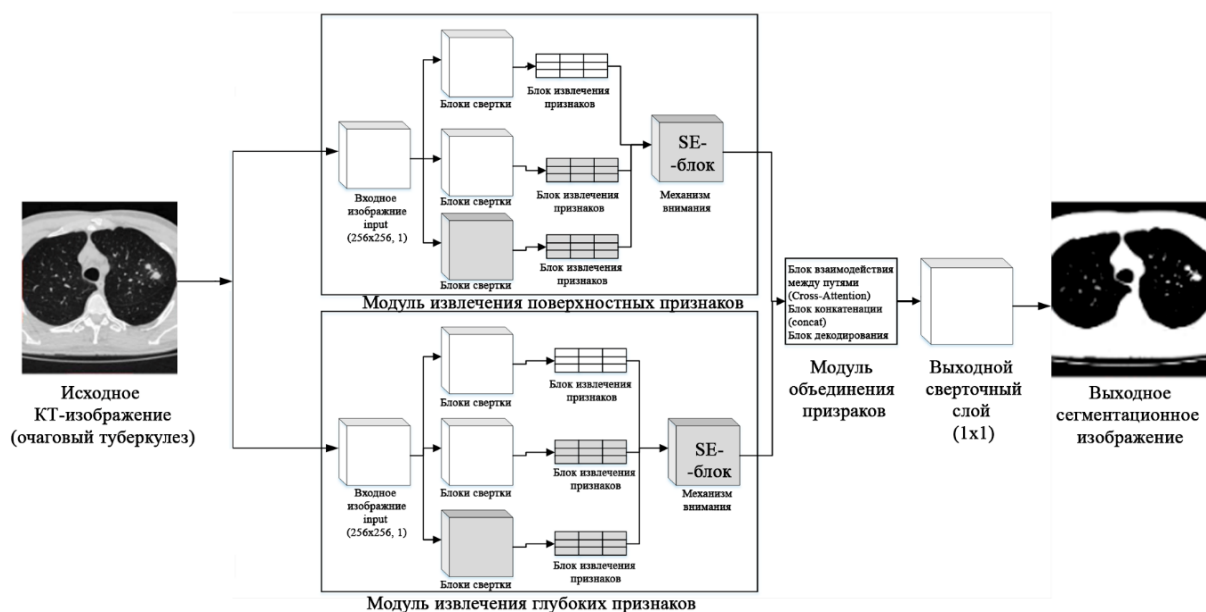 Исходное
КТ-изображение
(очаговый туберкулез)
Входное
изображние
input
(256x256, 1)
Блоки свертки
Блок извлечения
признаков
Блоки свертки
Блок извлечения
признаков
Блоки свертки
Блок извлечения
признаков
SE-
-блок
Механизм
внимания
Модуль извлечения поверхностных признаков
Входное
изображние
input
(256x256, 1)
Блоки свертки
Блок извлечения
признаков
Блоки свертки
Блок извлечения
признаков
Блоки свертки
Блок извлечения
признаков
SE-
-блок
Механизм
внимания
Модуль извлечения глубоких признаков
Блок взаимодействия
между путями
(Cross-Attention)
Блок конкатенации
(concat)
Блок декодирования
Модуль
объединения
призраков
Выходной
сверточный
слой
(1x1)
Выходное
сегментационное
изображение